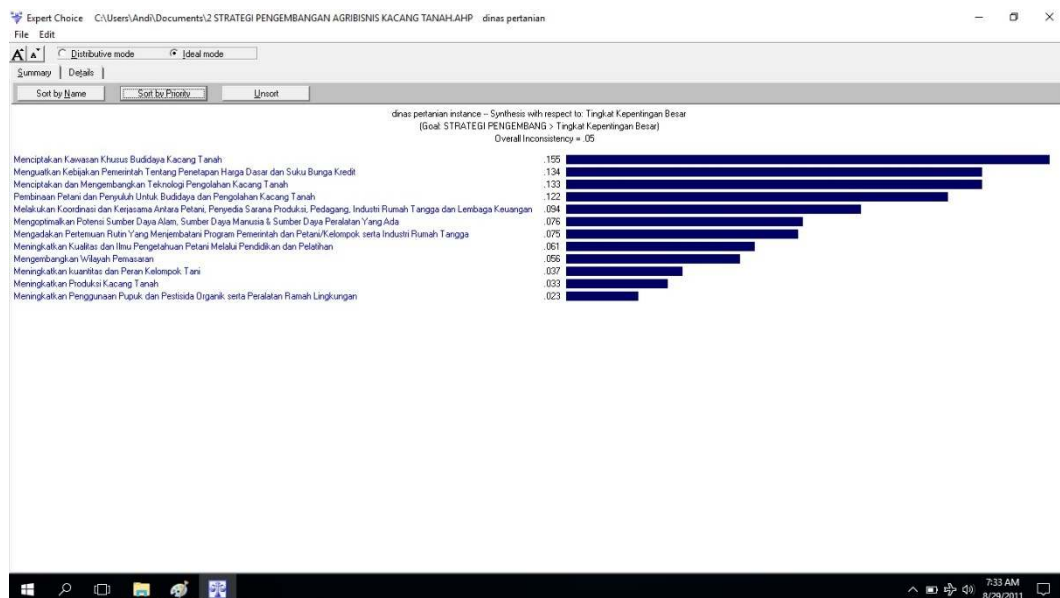 Expert Choice C:\Users\Andi\Documents\2 STRATEGI PENGEMBANGAN AGRIBISNIS KACANG TANAH.AHP dinas pertanian
File Edit
A A Distributive mode Ideal mode
Summary Details
Sort by Name Sort by Priority Unsort
dinas pertanian instance -- Synthesis with respect to: Tingkat Kepentingan Besar
(Goal: STRATEGI PENGEMBANG > Tingkat Kepentingan Besar)
Overall Inconsistency = .05
Menciptakan Kawasan Khusus Budidaya Kacang Tanah .155
Menguatkan Kebijakan Pemerintah Tentang Penetapan Harga Dasar dan Suku Bunga Kredit .134
Menciptakan dan Mengembangkan Teknologi Pengolahan Kacang Tanah .133
Pembinaan Petani dan Penyuluh Untuk Budidaya dan Pengolahan Kacang Tanah .122
Melakukan Koordinasi dan Kerjasama Antara Petani, Penyedia Sarana Produksi, Pedagang, Industri Rumah Tangga dan Lembaga Keuangan .094
Mengoptimalkan Potensi Sumber Daya Alam, Sumber Daya Manusia & Sumber Daya Peralatan Yang Ada .076
Mengadakan Pertemuan Rutin Yang Menjembatani Program Pemerintah dan Petani/Kelompok serta Industri Rumah Tangga .075
Meningkatkan Kualitas dan Ilmu Pengetahuan Petani Melalui Pendidikan dan Pelatihan .061
Mengembangkan Wilayah Pemasaran .056
Meningkatkan kuantitas dan Peran Kelompok Tani .037
Meningkatkan Produksi Kacang Tanah .033
Meningkatkan Penggunaan Pupuk dan Pestisida Organik serta Peralatan Ramah Lingkungan .023
7:33 AM
8/29/2011